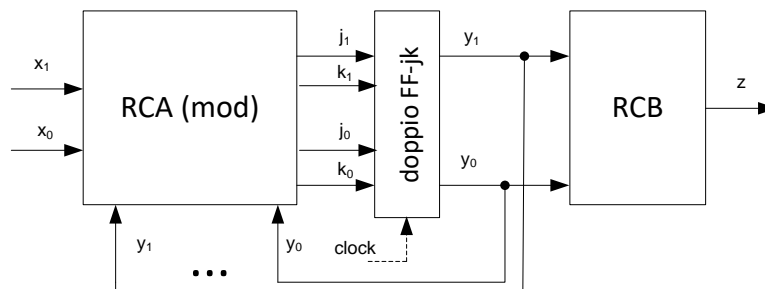 j₁
y₁
x₁
k₁
z
RCA (mod)
doppio FF-jk
RCB
x₀
j₀
y₀
k₀
y₁
y₀
clock
...